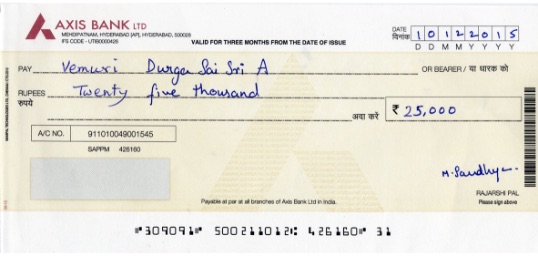 AXIS BANK LTD
MEHDIPATNAM, HYDERABAD [AP], HYDERABAD, 500028
IFS CODE - UTIB0000426
VALID FOR THREE MONTHS FROM THE DATE OF ISSUE
DATE
दिनांक
1 0 1 2 2 0 1 5
D D M M Y Y Y Y
PAY Vemuri Durga Sai Sri A OR BEARER / या धारक को
RUPEES Twenty five thousand
रुपये
अदा करें ₹ 25,000
A/C NO. 911010049001545
SAPPM 426160
M. Sandhya
RAJARSHI PAL
Please sign above
Payable at par at all branches of Axis Bank Ltd in India.
⑈309091⑈ 500211012⑆ 426160⑈ 31